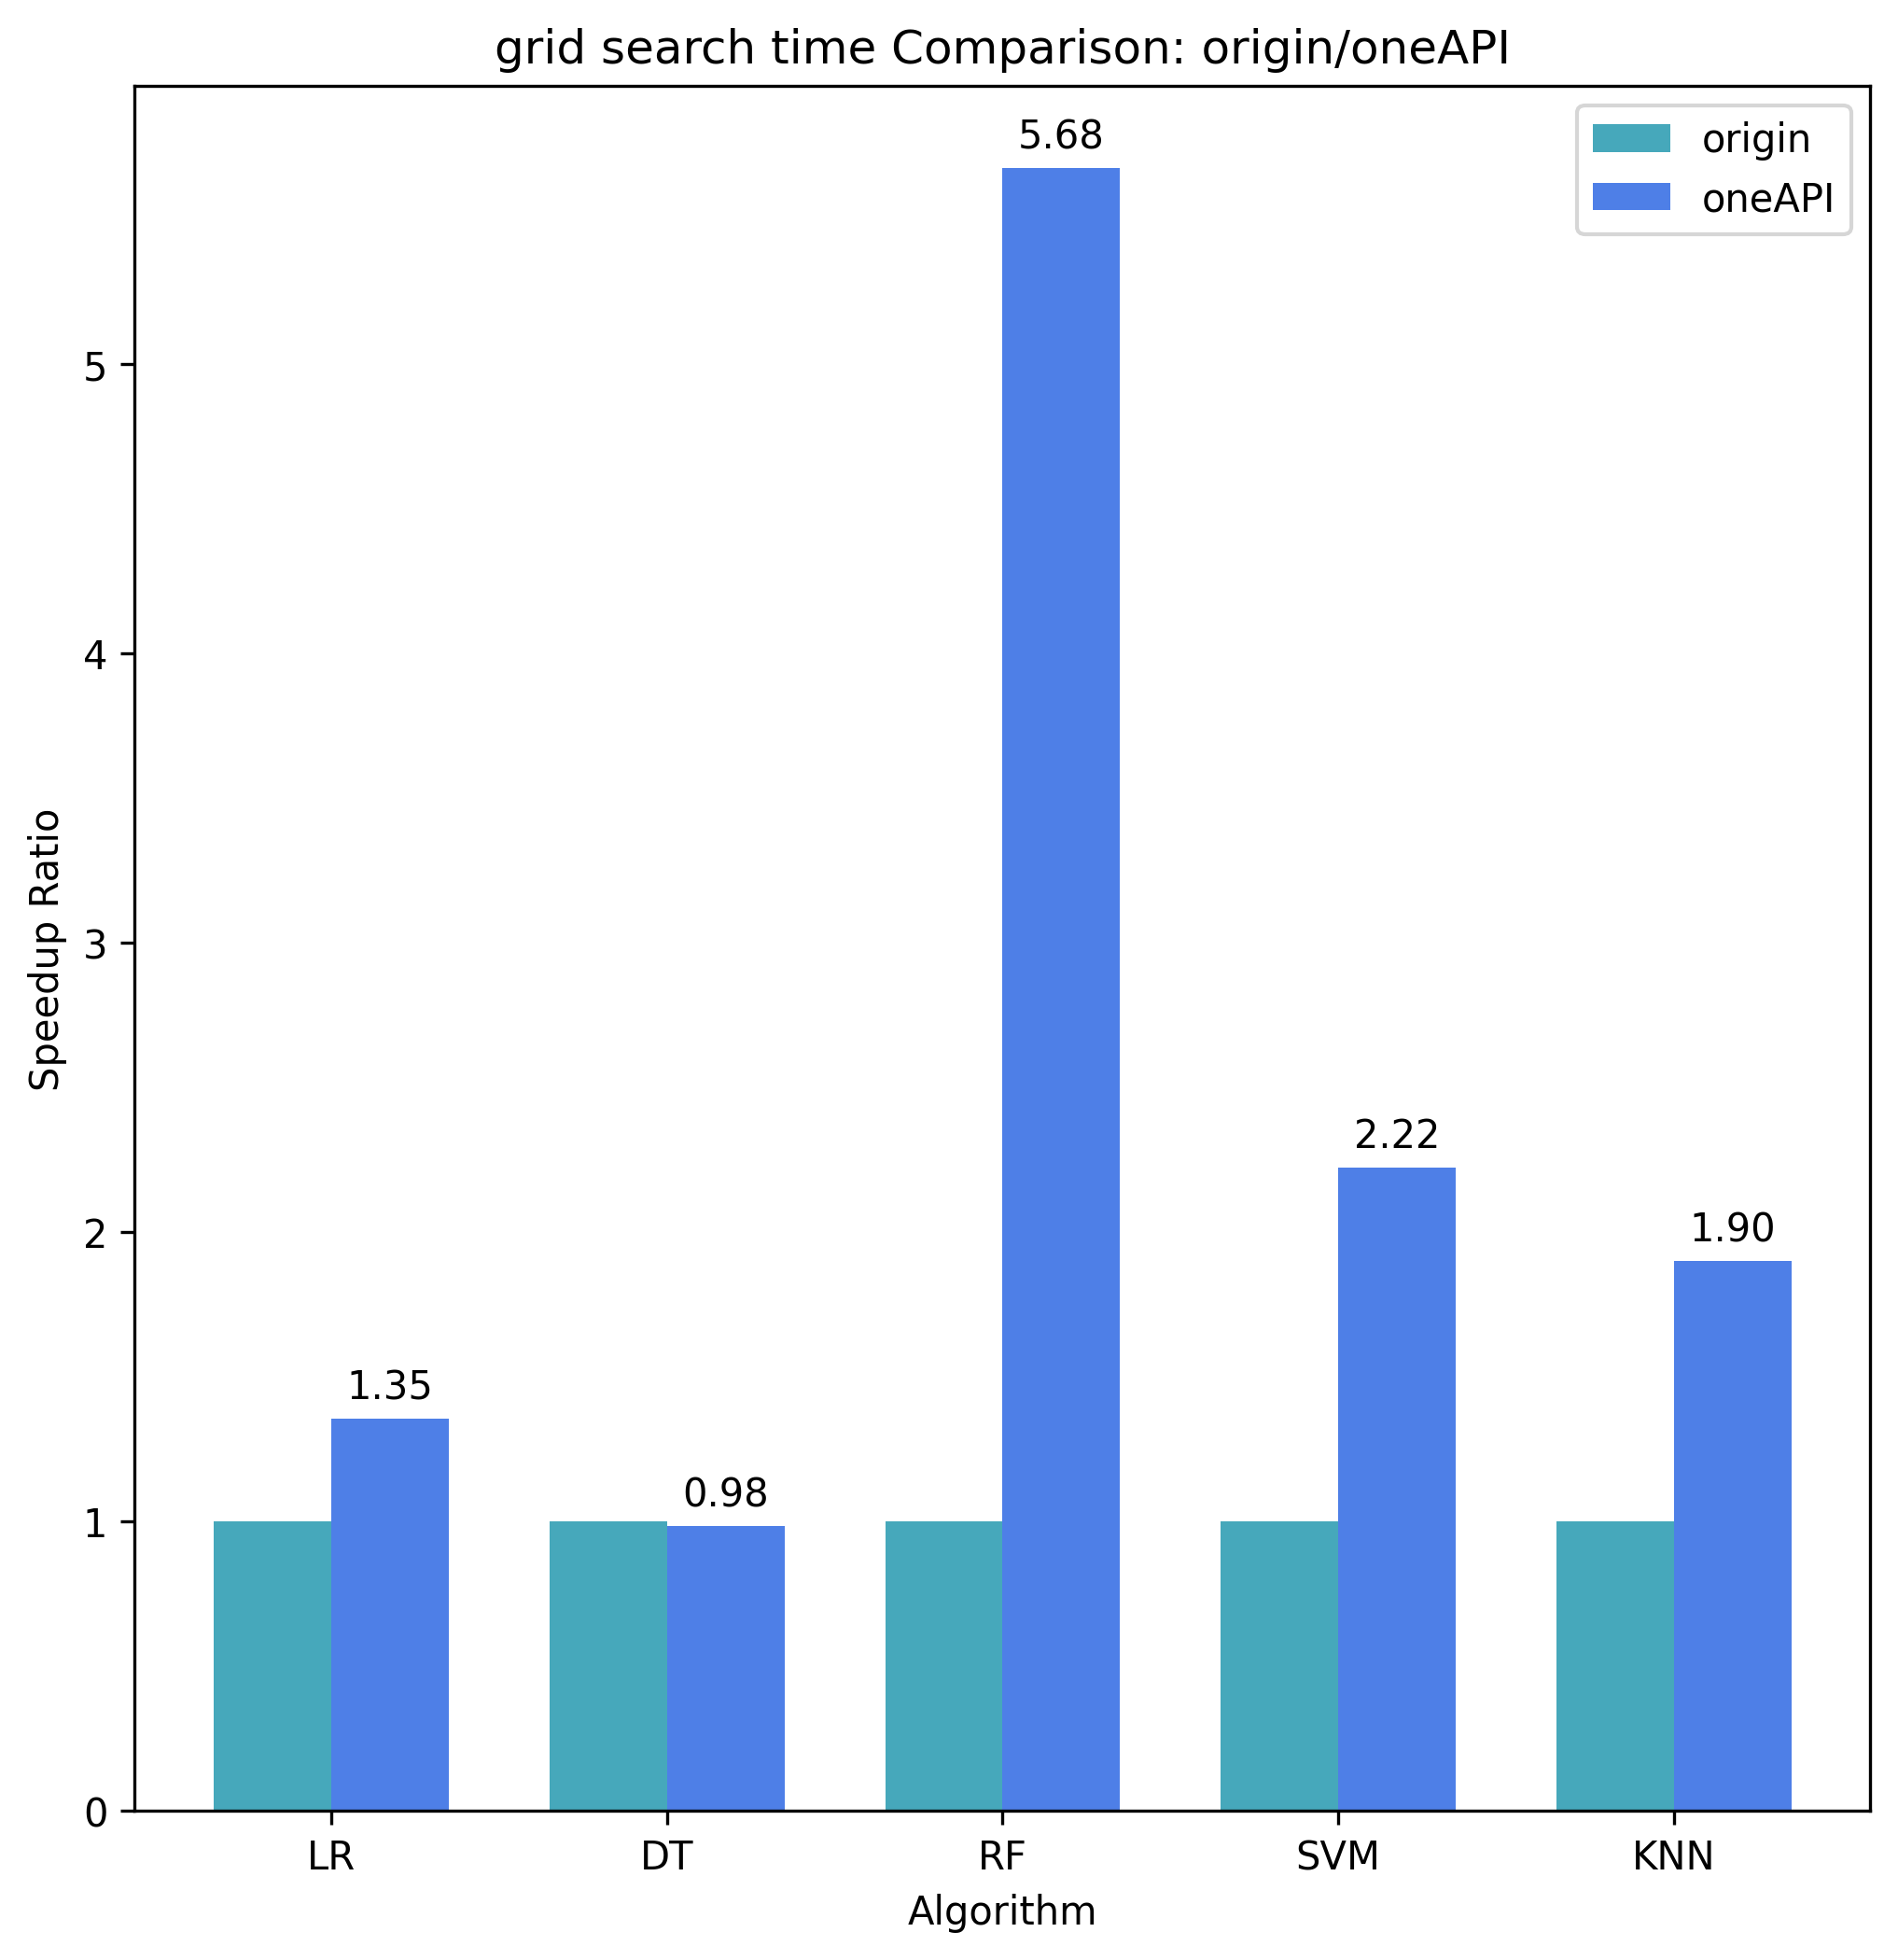 grid search time Comparison: origin/oneAPI
origin
oneAPI
5.68
2.22
1.90
1.35
0.98
5
4
3
2
1
0
Speedup Ratio
LR DT RF SVM KNN
Algorithm